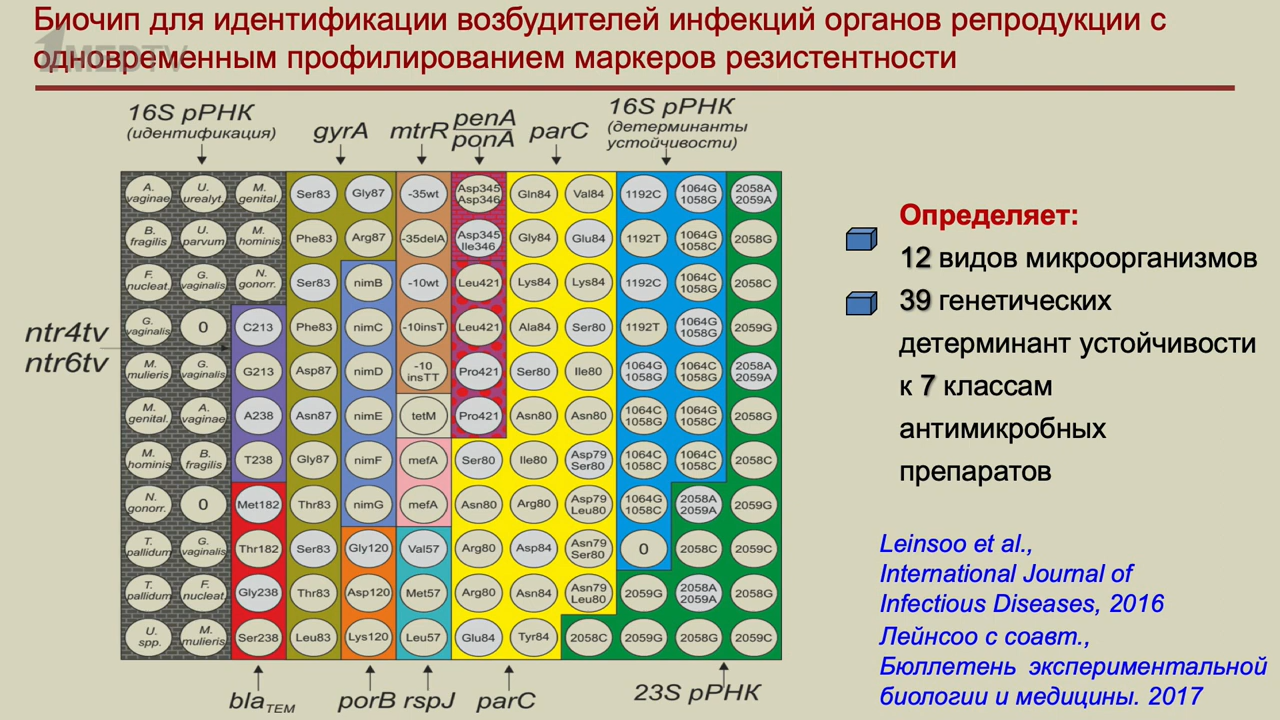 Биочип для идентификации возбудителей инфекций органов репродукции с
одновременным профилированием маркеров резистентности
1MEDTV
16S рРНК
(идентификация)
gyrA
mtrR
penA
ponA
parC
16S рРНК
(детерминанты
устойчивости)
ntr4tv
ntr6tv
A. vaginae U. urealyt. M. genital. Ser83 Gly87 -35wt Asp345 Asp346 Gln84 Val84 1192C 1064G 1058G 2058A 2059A
B. fragilis U. parvum M. hominis Phe83 Arg87 -35delA Asp345 Ile346 Gly84 Glu84 1192T 1064G 1058C 2058G
F. nucleat. G. vaginalis N. gonorr. Ser83 nimB -10wt Leu421 Lys84 Lys84 1192C 1064G 1058C 2058C
G. vaginalis 0 C213 Phe83 nimC -10insT Leu421 Ala84 Ser80 1192T 1064G 1058G 2059G
M. mulieris G. vaginalis G213 Asp87 nimD -10 insTT Pro421 Ser80 Ile80 1064G 1058G 1064C 1058G 2058A 2059A
M. genital. A. vaginae A238 Asn87 nimE tetM Pro421 Asn80 Asn80 1064C 1058G 1064C 1058G 2058G
M. hominis B. fragilis T238 Gly87 nimF mefA Ser80 Ile80 Asp79 Ser80 1064C 1058C 1064C 1058C 2058C
N. gonorr. 0 Met182 Thr83 nimG mefA Asn80 Arg80 Asp79 Leu80 1064G 1058C 2058A 2059A 2059G
T. pallidum G. vaginalis Thr182 Ser83 Gly120 Val57 Arg80 Asp84 Asn79 Ser80 0 2058C 2059C
T. pallidum F. nucleat. Gly238 Thr83 Asp120 Met57 Arg80 Asn84 Asn79 Leu80 2059G 2058A 2059A 2059G
U. spp. M. mulieris Ser238 Leu83 Lys120 Leu57 Glu84 Tyr84 2058C 2059G 2058G 2059C
blaTEM
porB
rspJ
parC
23S рРНК
Определяет:
12 видов микроорганизмов
39 генетических
детерминант устойчивости
к 7 классам
антимикробных
препаратов
Leinsoo et al.,
International Journal of
Infectious Diseases, 2016
Лейнсоо с соавт.,
Бюллетень экспериментальной
биологии и медицины. 2017